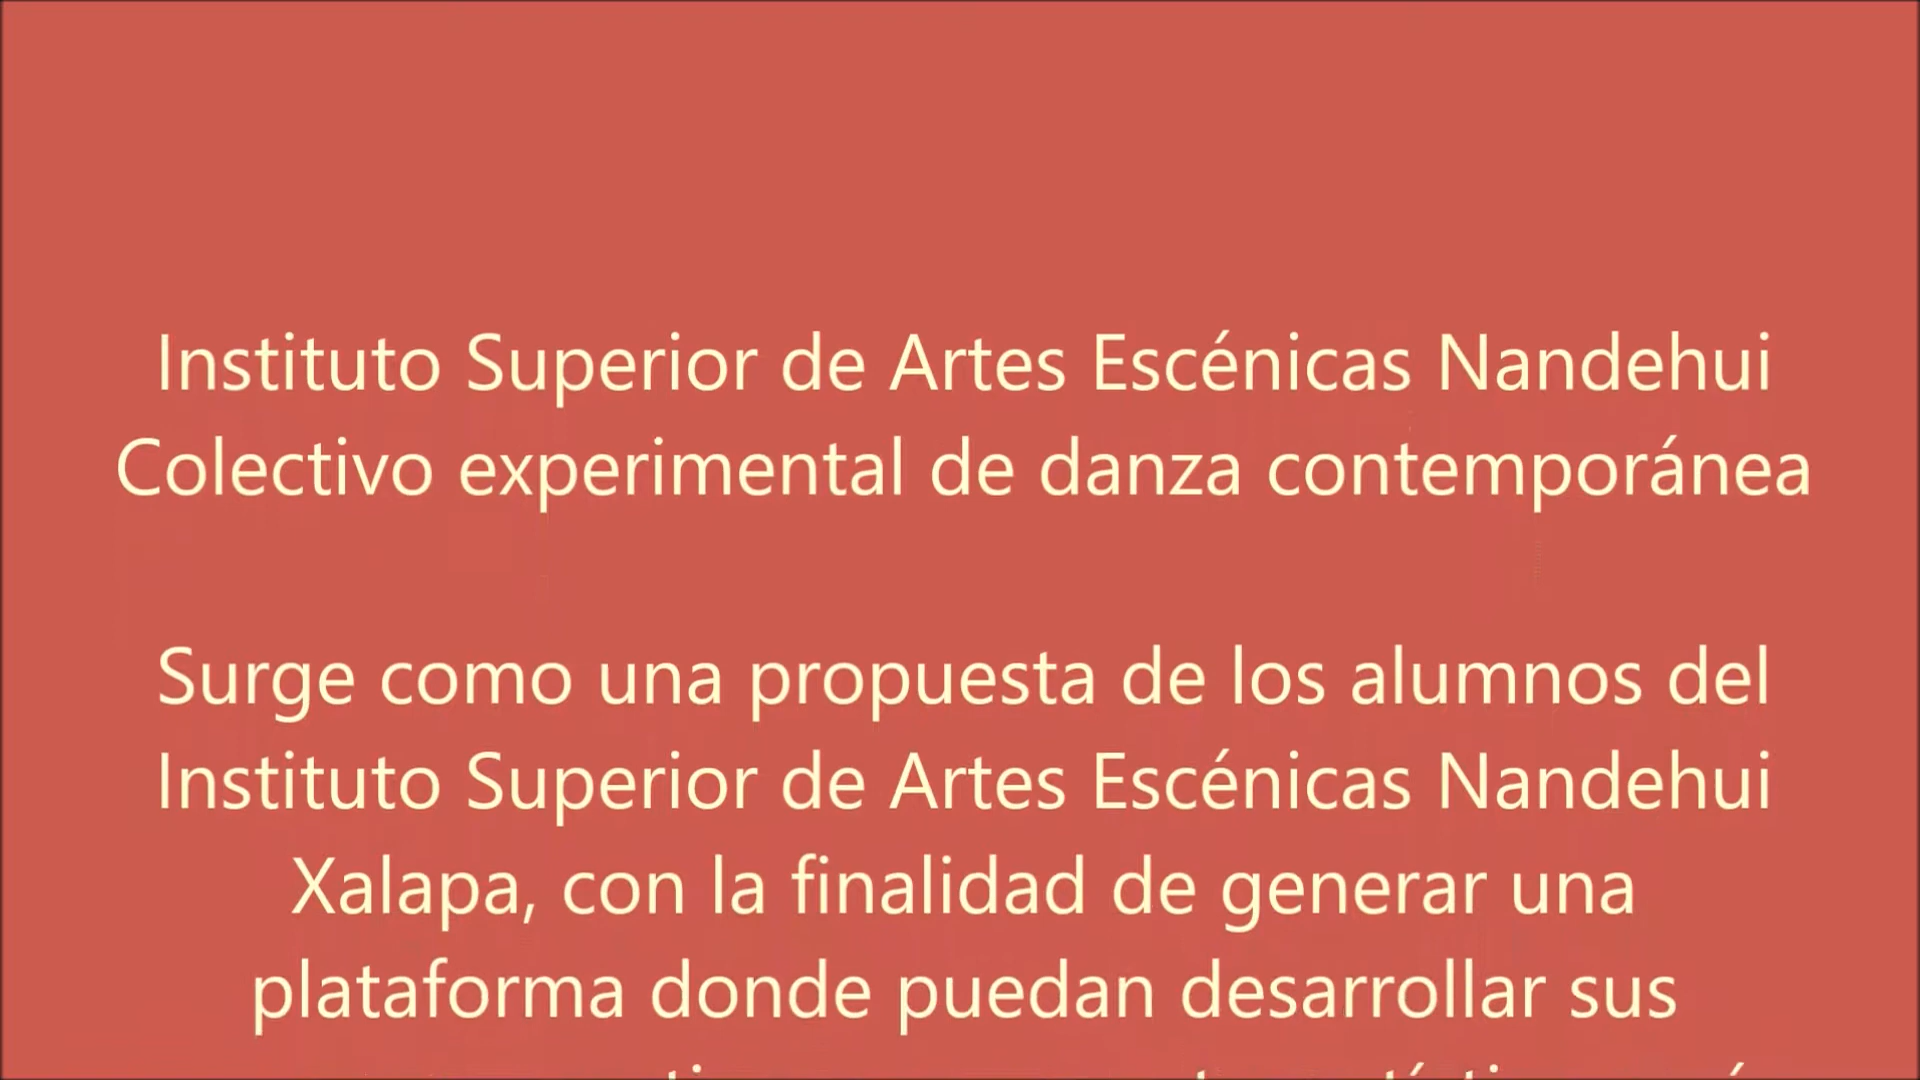 Instituto Superior de Artes Escénicas Nandehui
Colectivo experimental de danza contemporánea
Surge como una propuesta de los alumnos del
Instituto Superior de Artes Escénicas Nandehui
Xalapa, con la finalidad de generar una
plataforma donde puedan desarrollar sus